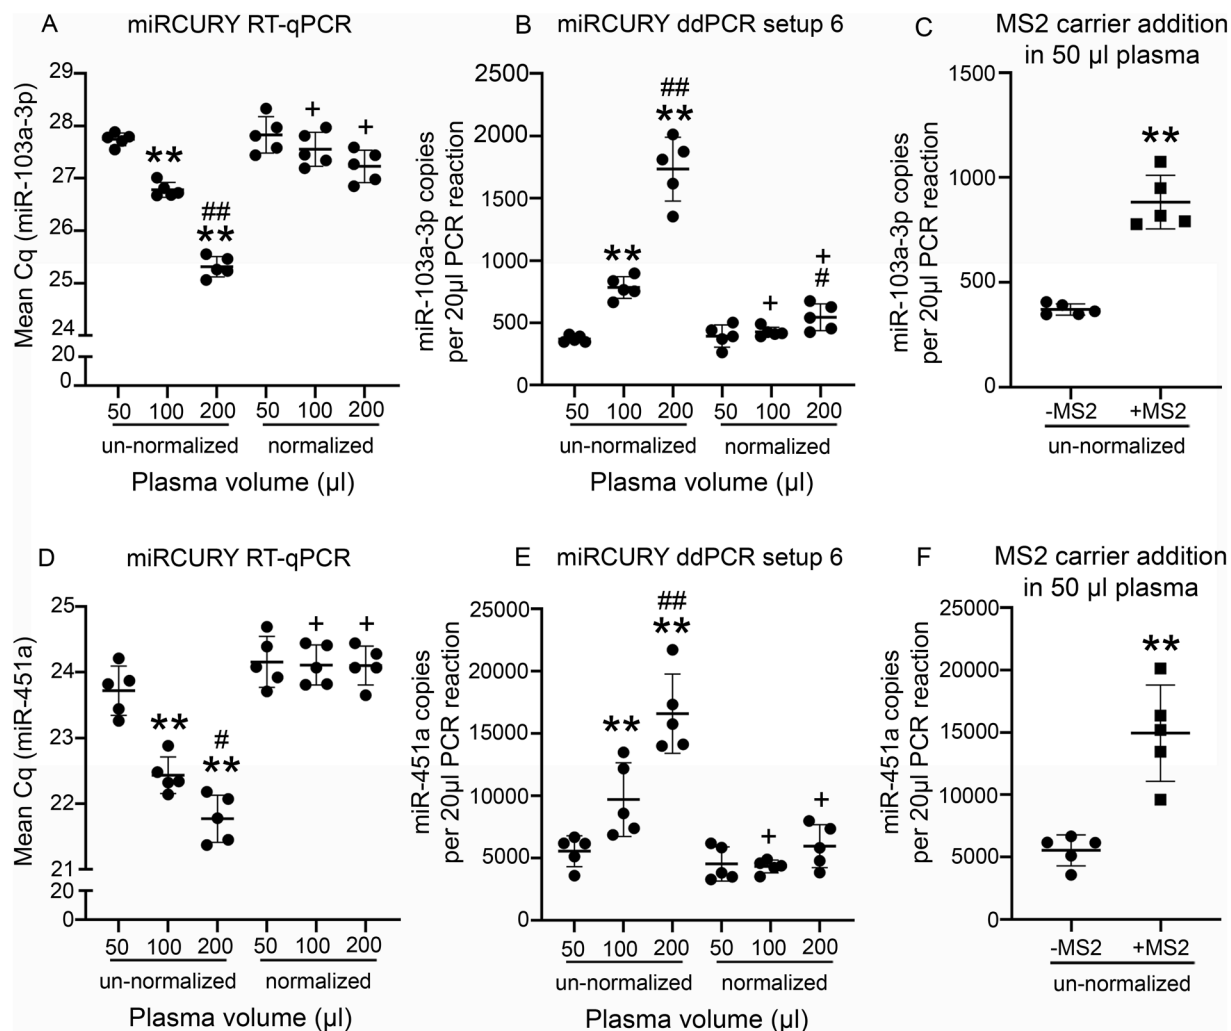 A
miRCURY RT-qPCR
Mean Cq (miR-103a-3p)
29
28
27
26
25
24
20
0
**
##
**
+
+
50 100 200 50 100 200
un-normalized normalized
Plasma volume (µl)
B
miRCURY ddPCR setup 6
miR-103a-3p copies
per 20µl PCR reaction
2500
2000
1500
1000
500
0
**
##
**
+
+
#
50 100 200 50 100 200
un-normalized normalized
Plasma volume (µl)
C
MS2 carrier addition
in 50 µl plasma
miR-103a-3p copies
per 20µl PCR reaction
1500
1000
500
0
**
-MS2 +MS2
un-normalized
D
miRCURY RT-qPCR
Mean Cq (miR-451a)
25
24
23
22
21
20
0
**
#
**
+
+
50 100 200 50 100 200
un-normalized normalized
Plasma volume (µl)
E
miRCURY ddPCR setup 6
miR-451a copies
per 20µl PCR reaction
25000
20000
15000
10000
5000
0
**
##
**
+
+
50 100 200 50 100 200
un-normalized normalized
Plasma volume (µl)
F
MS2 carrier addition
in 50 µl plasma
miR-451a copies
per 20µl PCR reaction
25000
20000
15000
10000
5000
0
**
-MS2 +MS2
un-normalized